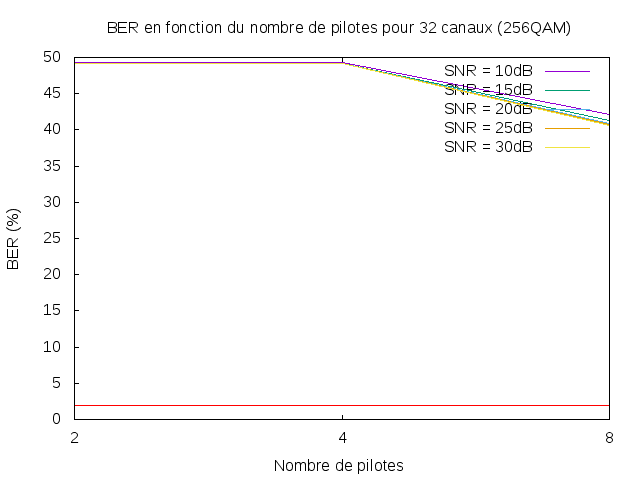 BER en fonction du nombre de pilotes pour 32 canaux (256QAM)
50
45
40
35
30
25
20
15
10
5
0
BER (%)
SNR = 10dB
SNR = 15dB
SNR = 20dB
SNR = 25dB
SNR = 30dB
2 4 8
Nombre de pilotes